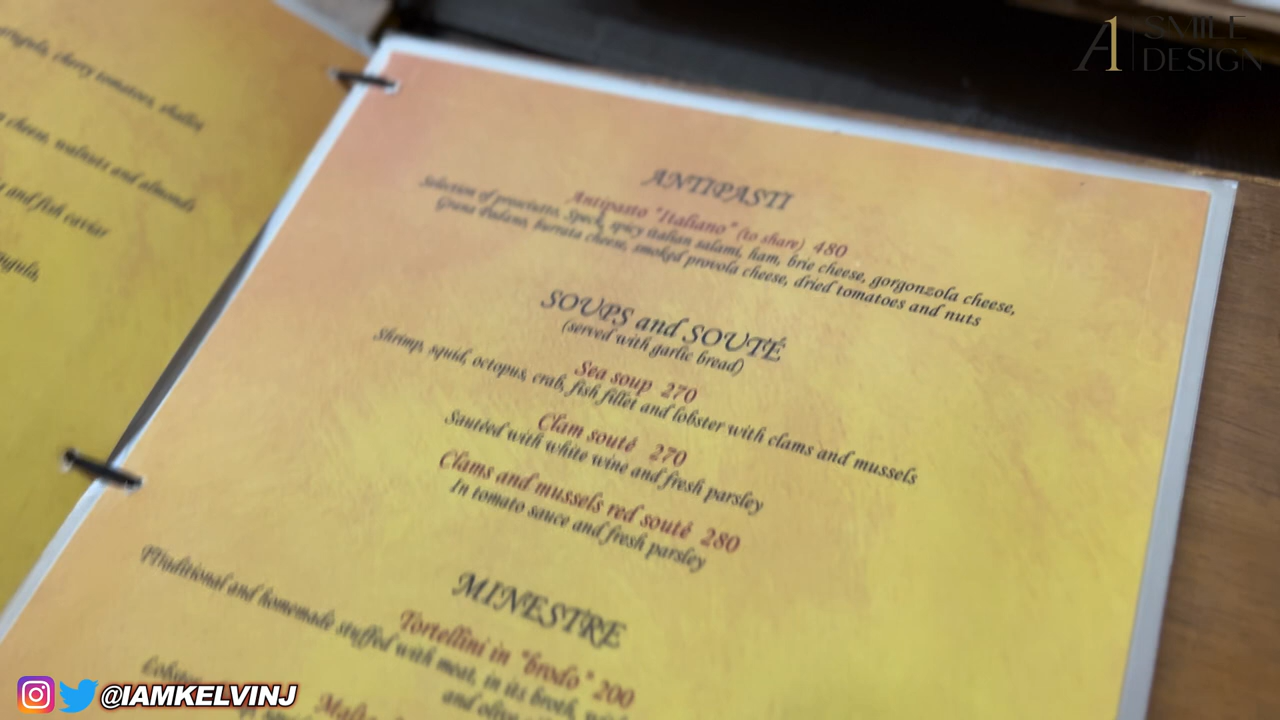 A1 SMILE DESIGN
arugula, cherry tomatoes, shallot
cheese, walnuts and almonds
and fish caviar
ANTIPASTI
Antipasto "Italiano" (to share) 480
Selection of prosciutto, Speck, spicy italian salami, ham, brie cheese, gorgonzola cheese,
Grana Padano, burrata cheese, smoked provola cheese, dried tomatoes and nuts
SOUPS and SOUTÉ
(served with garlic bread)
Sea soup 270
Shrimp, squid, octopus, crab, fish fillet and lobster with clams and mussels
Clam souté 270
Sautéed with white wine and fresh parsley
Clams and mussels red souté 280
In tomato sauce and fresh parsley
MINESTRE
Tortellini in "brodo" 200
Traditional and homemade stuffed with meat, in its broth,
and
@IAMKELVINJ